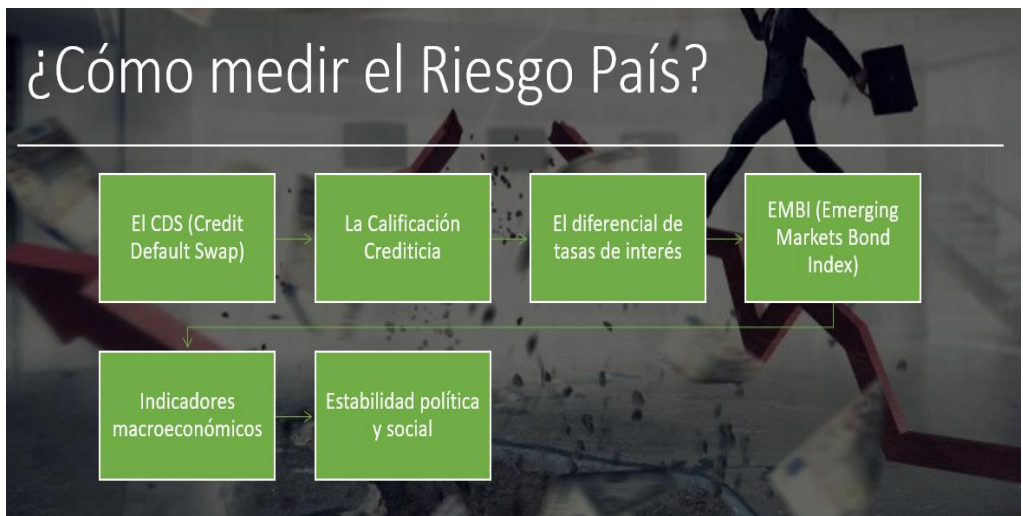 ¿Cómo medir el Riesgo País?
El CDS (Credit
Default Swap)
La Calificación
Crediticia
El diferencial de
tasas de interés
EMBI (Emerging
Markets Bond
Index)
Indicadores
macroeconómicos
Estabilidad política
y social